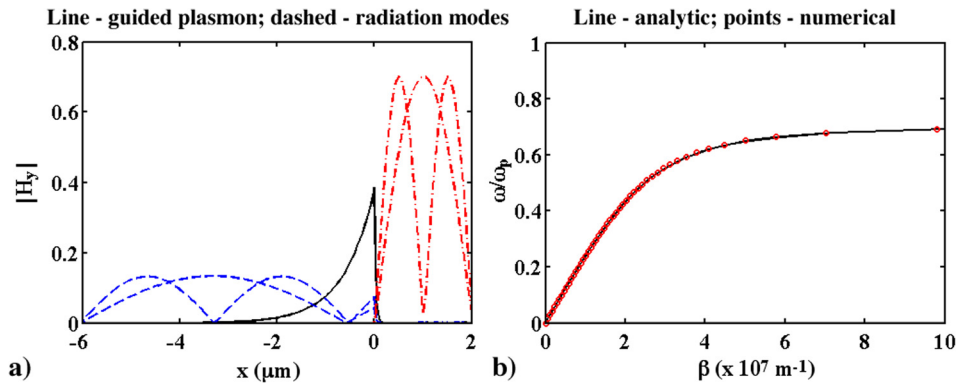 Line - guided plasmon; dashed - radiation modes
0.8
0.6
0.4
0.2
0
|Hy|
-6
-4
-2
0
2
x (μm)
a)
Line - analytic; points - numerical
1
0.8
0.6
0.4
0.2
0
ω/ωp
0
2
4
6
8
10
β (x 10⁷ m⁻¹)
b)